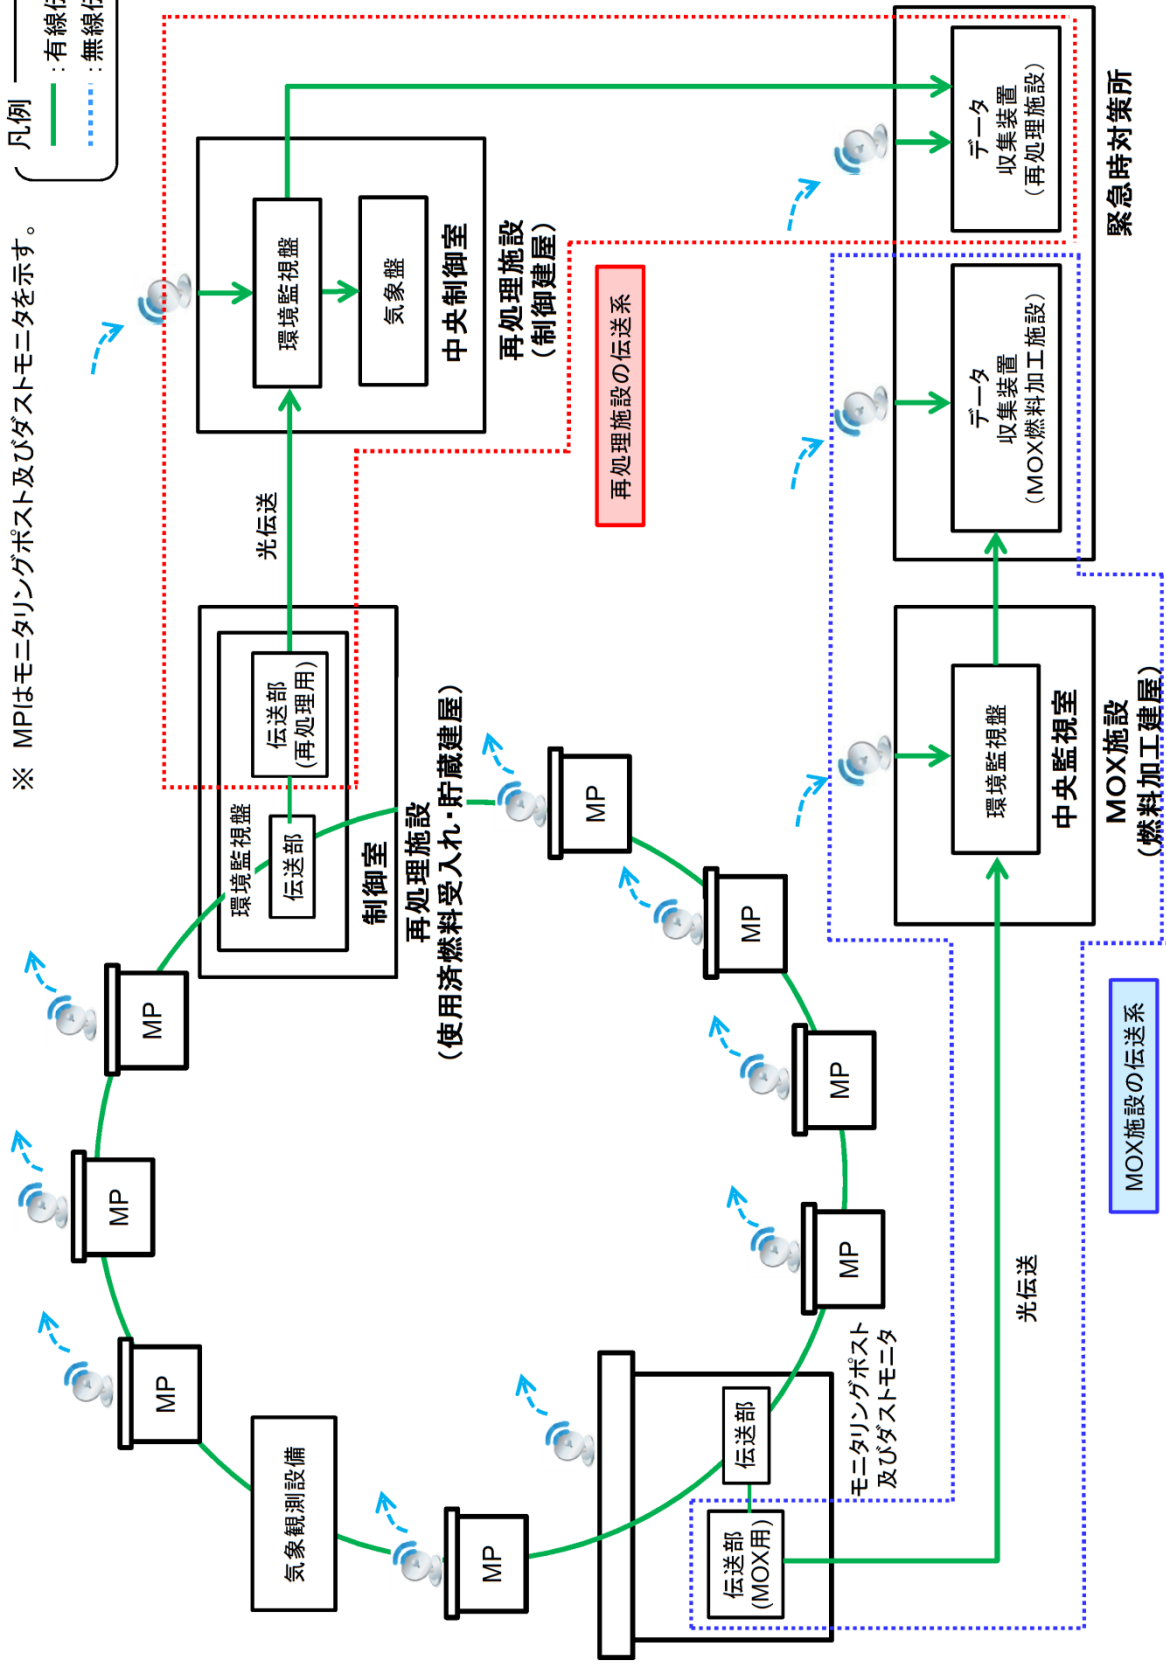 ※ MPはモニタリングポスト及びダストモニタを示す。
凡例
:有線伝
:無線伝
MP
MP
MP
MP
MP
MP
MP
MP
気象観測設備
環境監視盤
伝送部
伝送部
(再処理用)
制御室
再処理施設
(使用済燃料受入れ・貯蔵建屋)
光伝送
環境監視盤
気象盤
中央制御室
再処理施設
(制御建屋)
再処理施設の伝送系
伝送部
(MOX用)
伝送部
モニタリングポスト
及びダストモニタ
光伝送
環境監視盤
中央監視室
MOX施設
(燃料加工建屋)
MOX施設の伝送系
データ
収集装置
(MOX燃料加工施設)
データ
収集装置
(再処理施設)
緊急時対策所